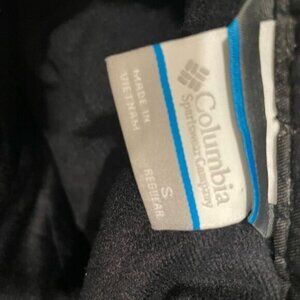 Columbia
Sportswear Company
S
REGULAR
MADE IN
VIETNAM